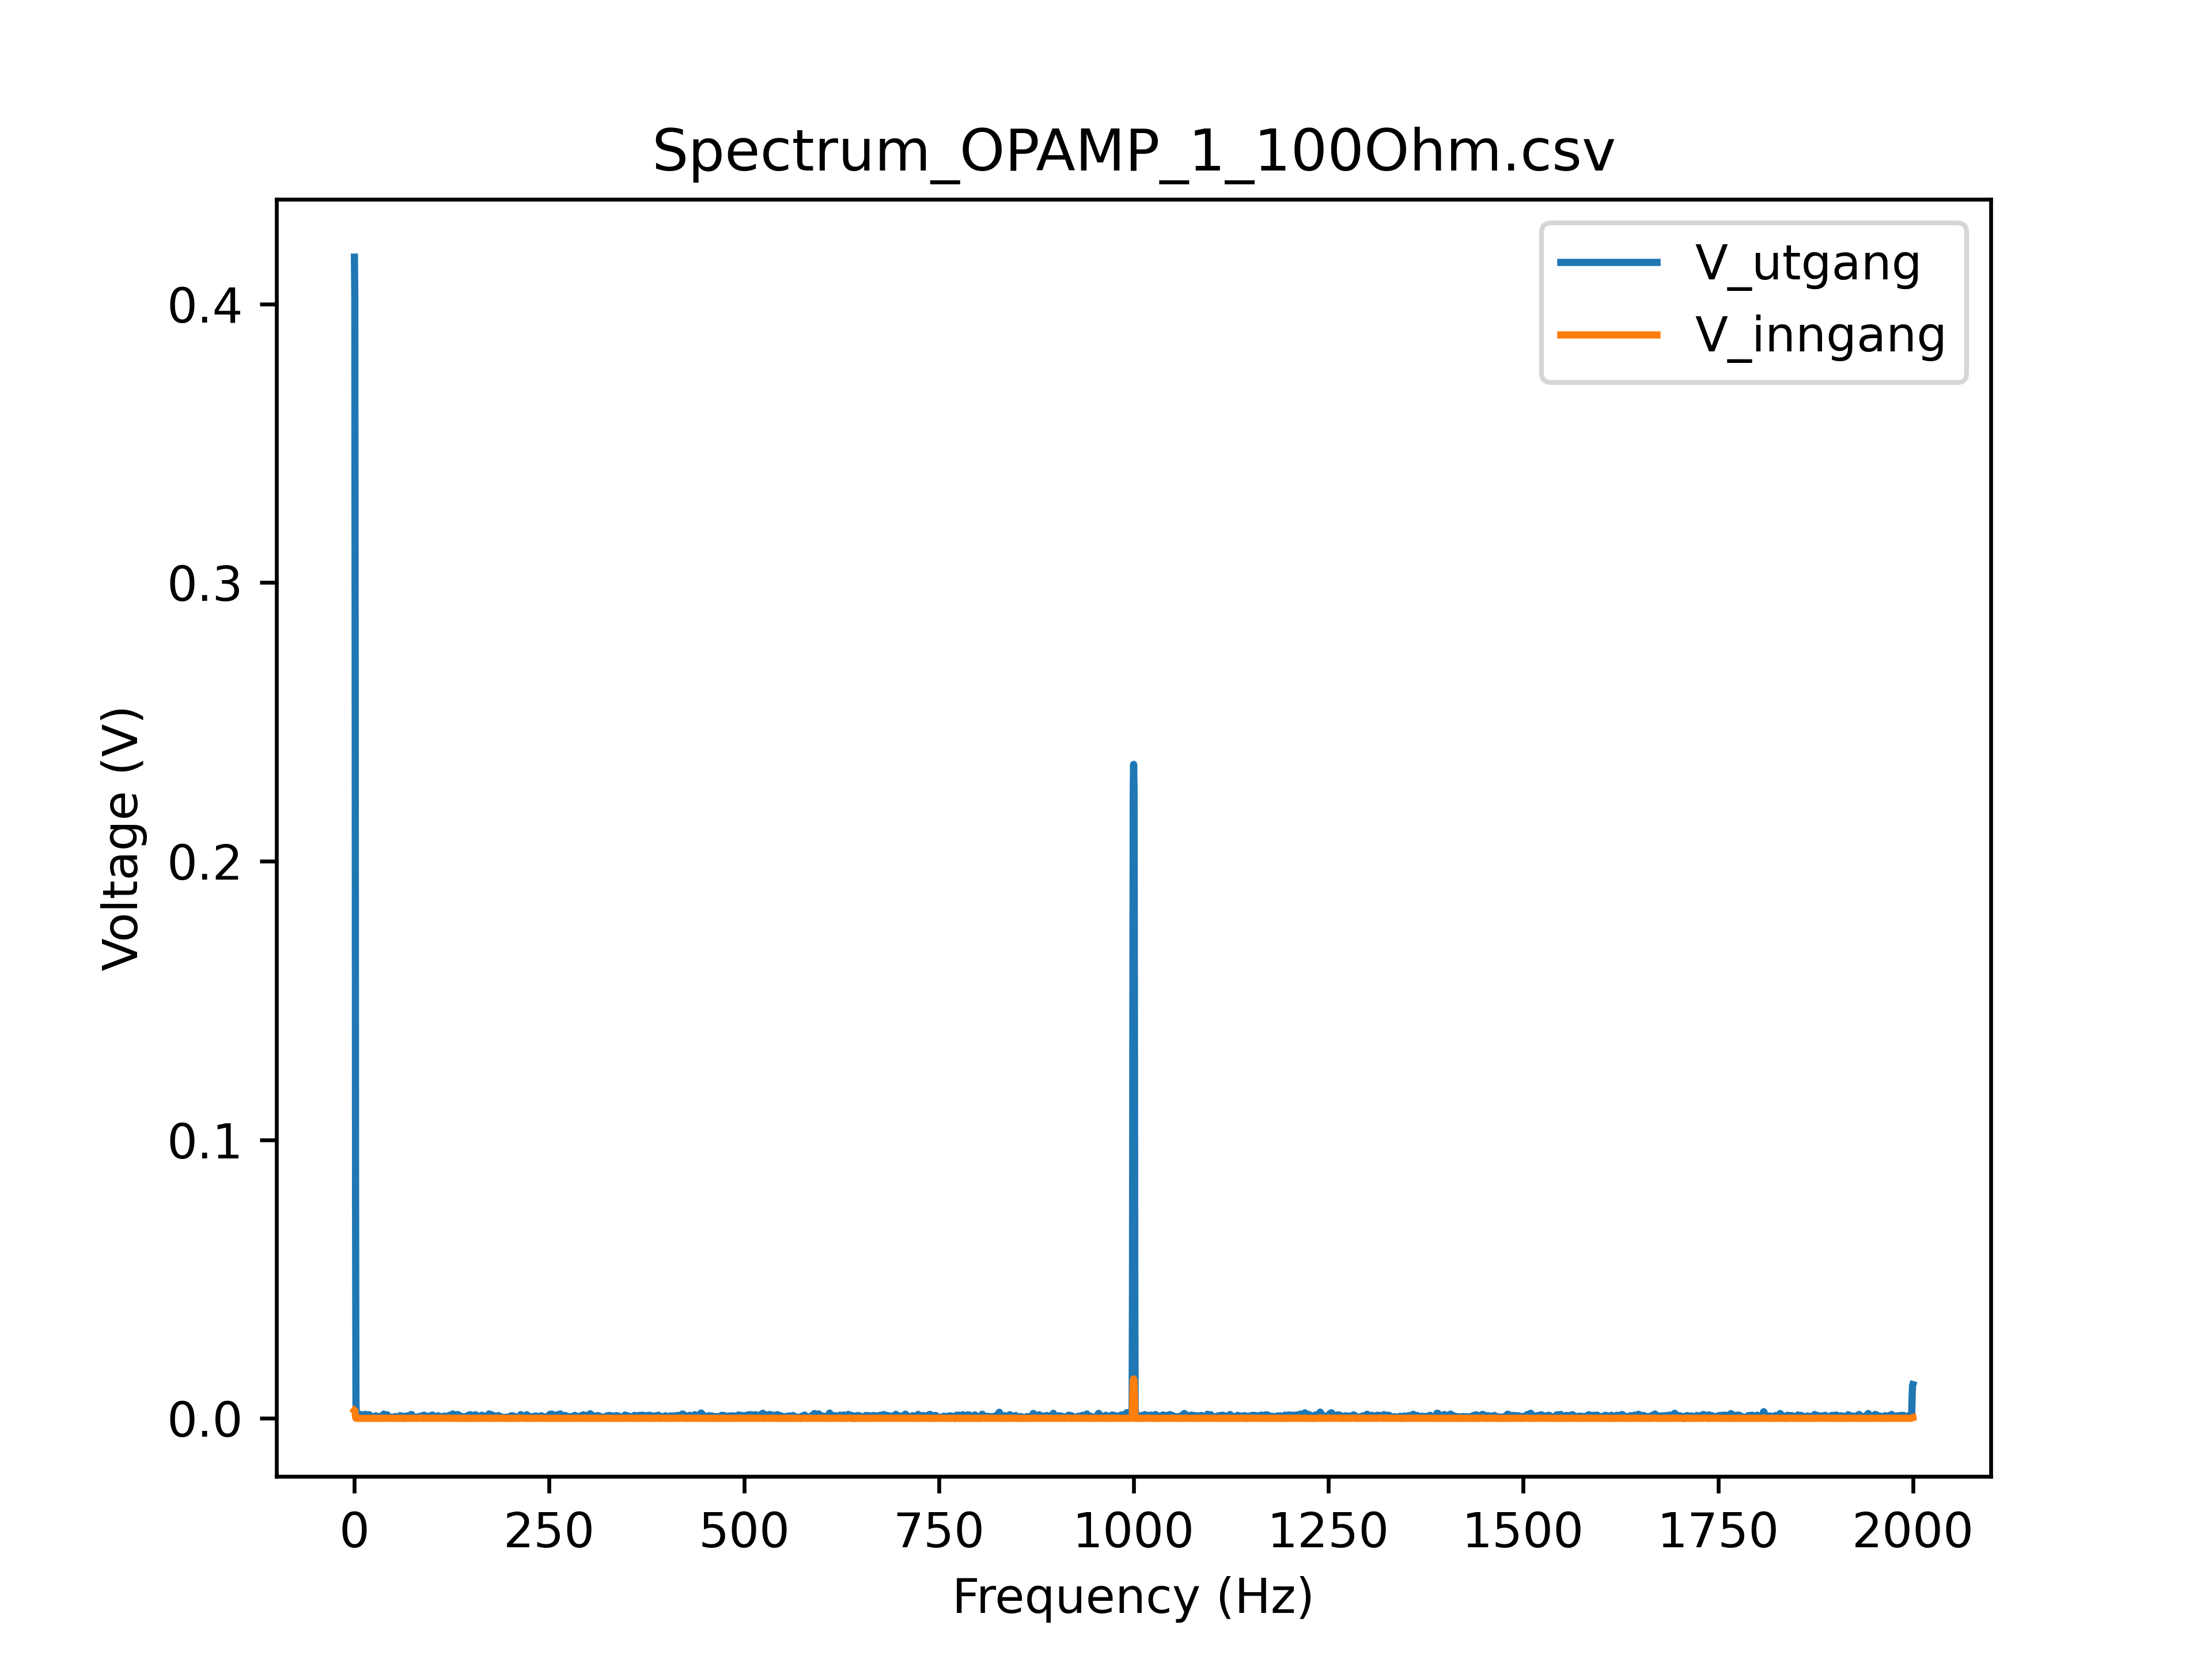 Spectrum_OPAMP_1_100Ohm.csv
V_utgang
V_inngang
0.4
0.3
0.2
0.1
0.0
Voltage (V)
0 250 500 750 1000 1250 1500 1750 2000
Frequency (Hz)